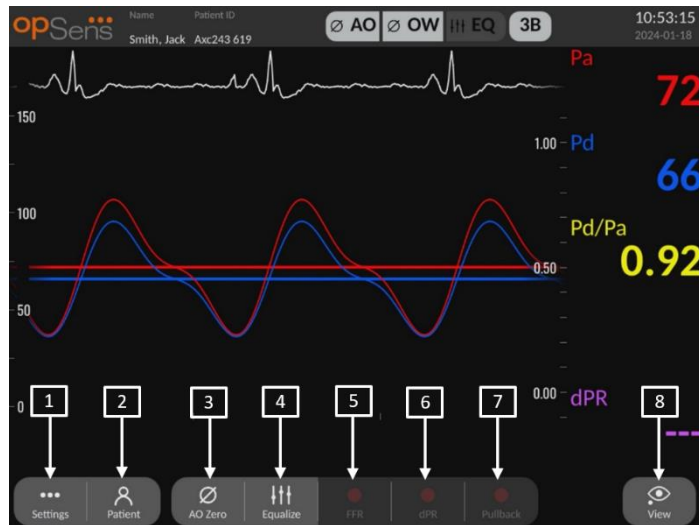 opSens
Name Patient ID
Smith, Jack Axc243 619
AO OW EQ 3B
10:53:15
2024-01-18
Pa
72
150
1.00
Pd
66
100
Pd/Pa
0.92
0.50
50
0
0.00
dPR
---
1 2 3 4 5 6 7 8
Settings Patient AO Zero Equalize FFR dPR Pullback View